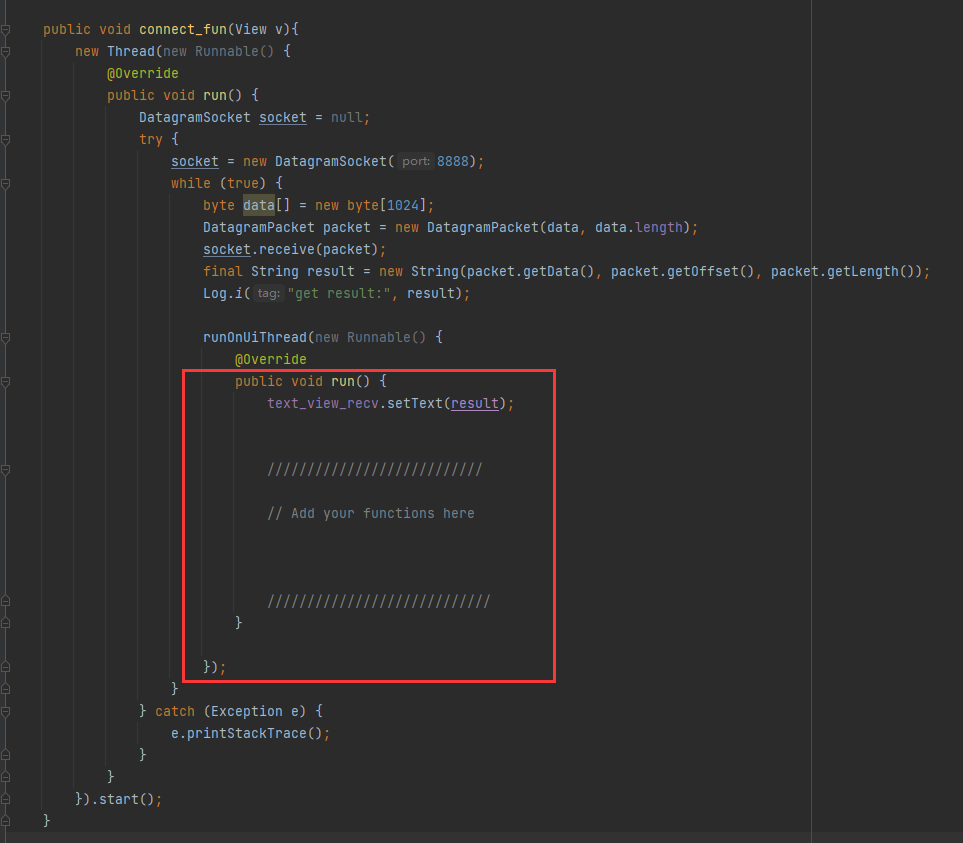 public void connect_fun(View v){
new Thread(new Runnable() {
@Override
public void run() {
DatagramSocket socket = null;
try {
socket = new DatagramSocket( port: 8888);
while (true) {
byte data[] = new byte[1024];
DatagramPacket packet = new DatagramPacket(data, data.length);
socket.receive(packet);
final String result = new String(packet.getData(), packet.getOffset(), packet.getLength());
Log.i( tag: "get result:", result);
runOnUiThread(new Runnable() {
@Override
public void run() {
text_view_recv.setText(result);
///////////////////////////
// Add your functions here
////////////////////////////
}
});
}
} catch (Exception e) {
e.printStackTrace();
}
}
}).start();
}